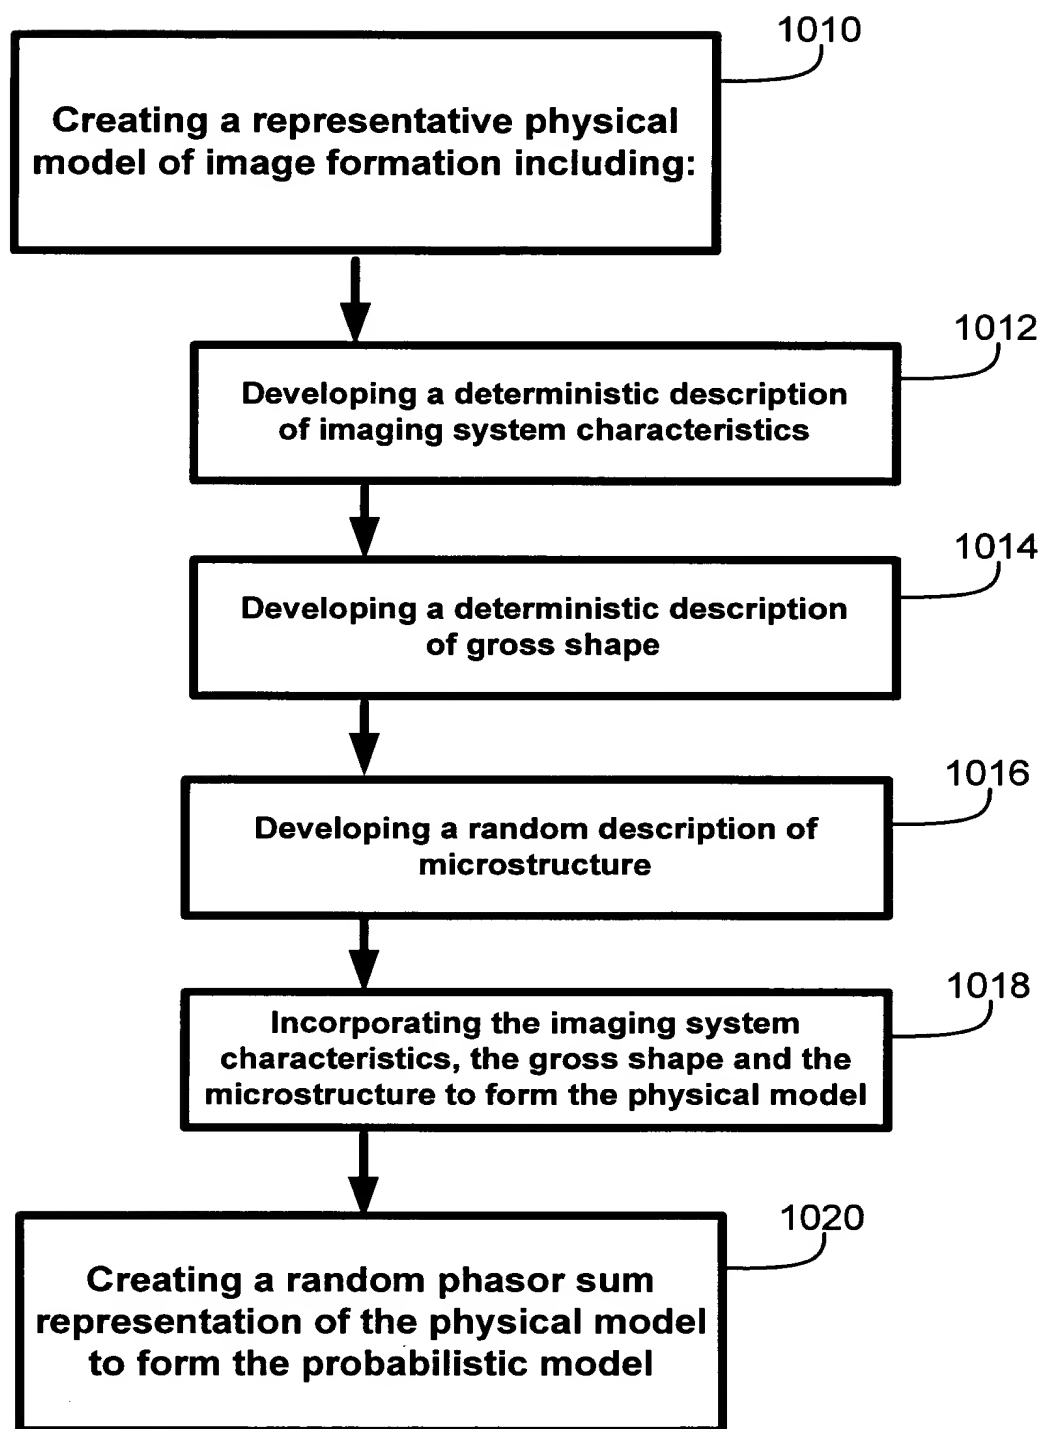 1010
Creating a representative physical
model of image formation including:
1012
Developing a deterministic description
of imaging system characteristics
1014
Developing a deterministic description
of gross shape
1016
Developing a random description of
microstructure
1018
Incorporating the imaging system
characteristics, the gross shape and the
microstructure to form the physical model
1020
Creating a random phasor sum
representation of the physical model
to form the probabilistic model